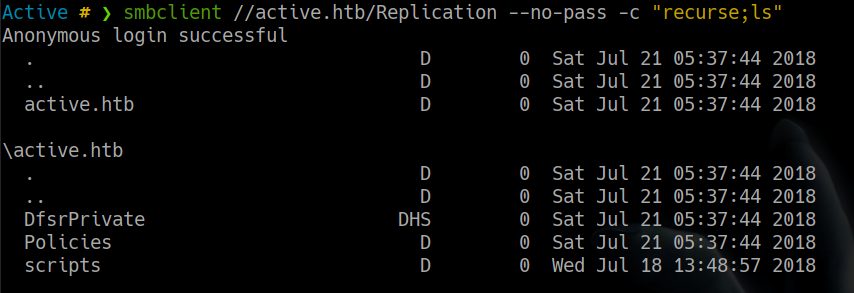 Active # ❯ smbclient //active.htb/Replication --no-pass -c "recurse;ls"
Anonymous login successful
  .                                   D        0  Sat Jul 21 05:37:44 2018
  ..                                  D        0  Sat Jul 21 05:37:44 2018
  active.htb                          D        0  Sat Jul 21 05:37:44 2018

\active.htb
  .                                   D        0  Sat Jul 21 05:37:44 2018
  ..                                  D        0  Sat Jul 21 05:37:44 2018
  DfsrPrivate                       DHS        0  Sat Jul 21 05:37:44 2018
  Policies                            D        0  Sat Jul 21 05:37:44 2018
  scripts                             D        0  Wed Jul 18 13:48:57 2018